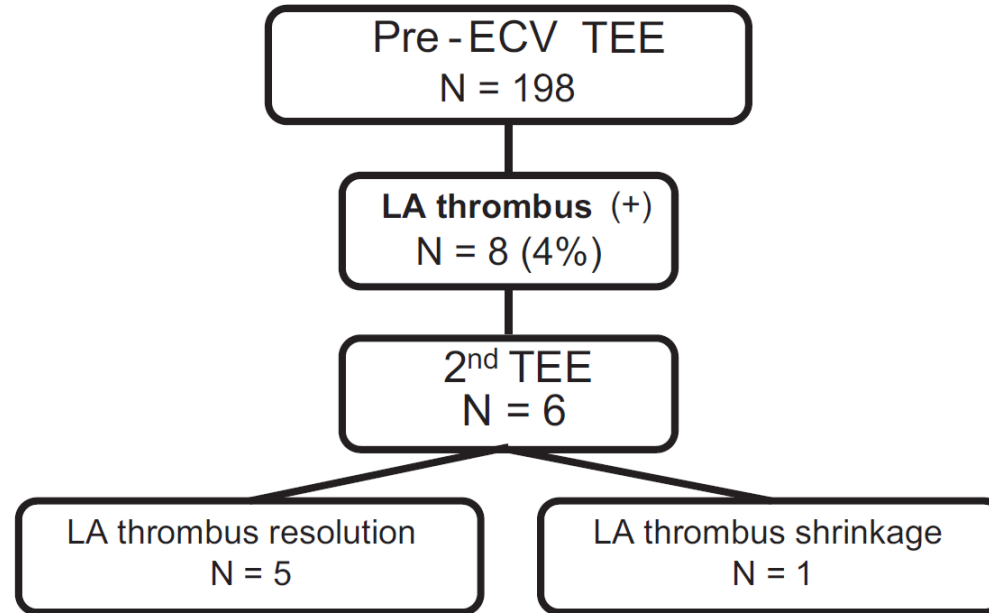 Pre-ECV TEE
N = 198
LA thrombus (+)
N = 8 (4%)
2nd TEE
N = 6
LA thrombus resolution
N = 5
LA thrombus shrinkage
N = 1